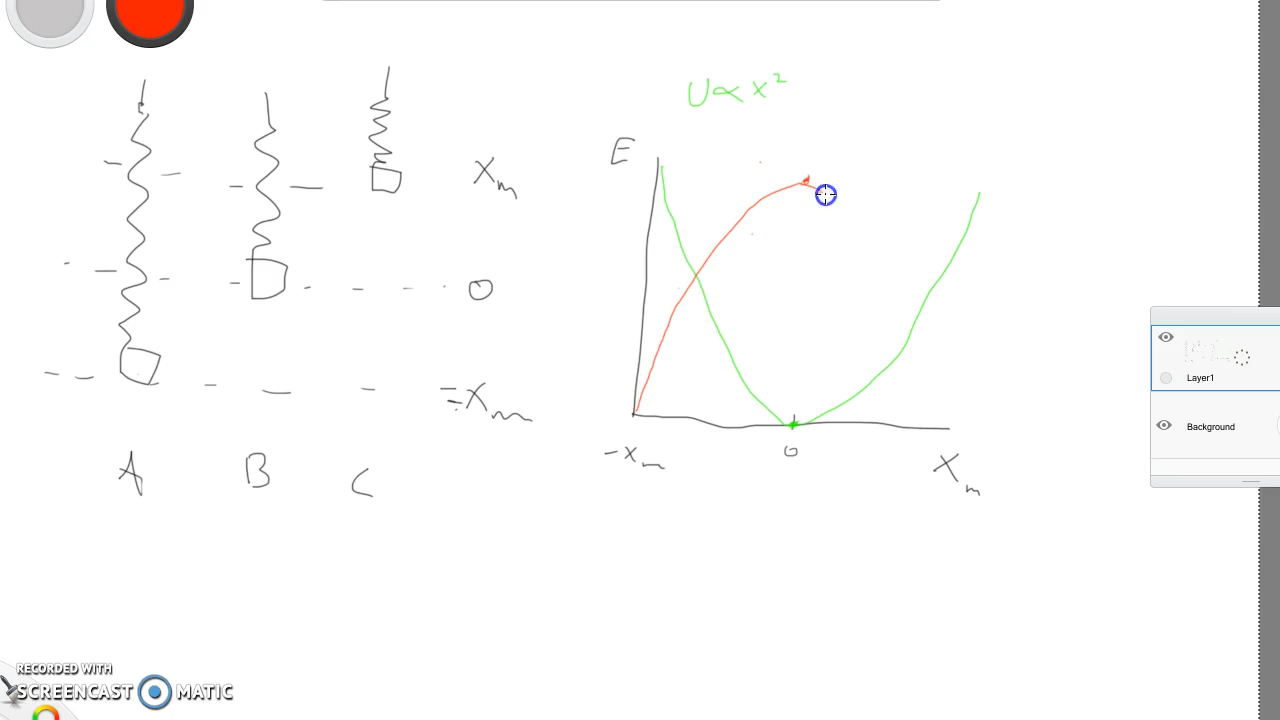 U∝x²
E
Xm
0
-Xm
-Xm
0
Xm
A B C
Layer1
Background
RECORDED WITH
SCREENCAST MATIC